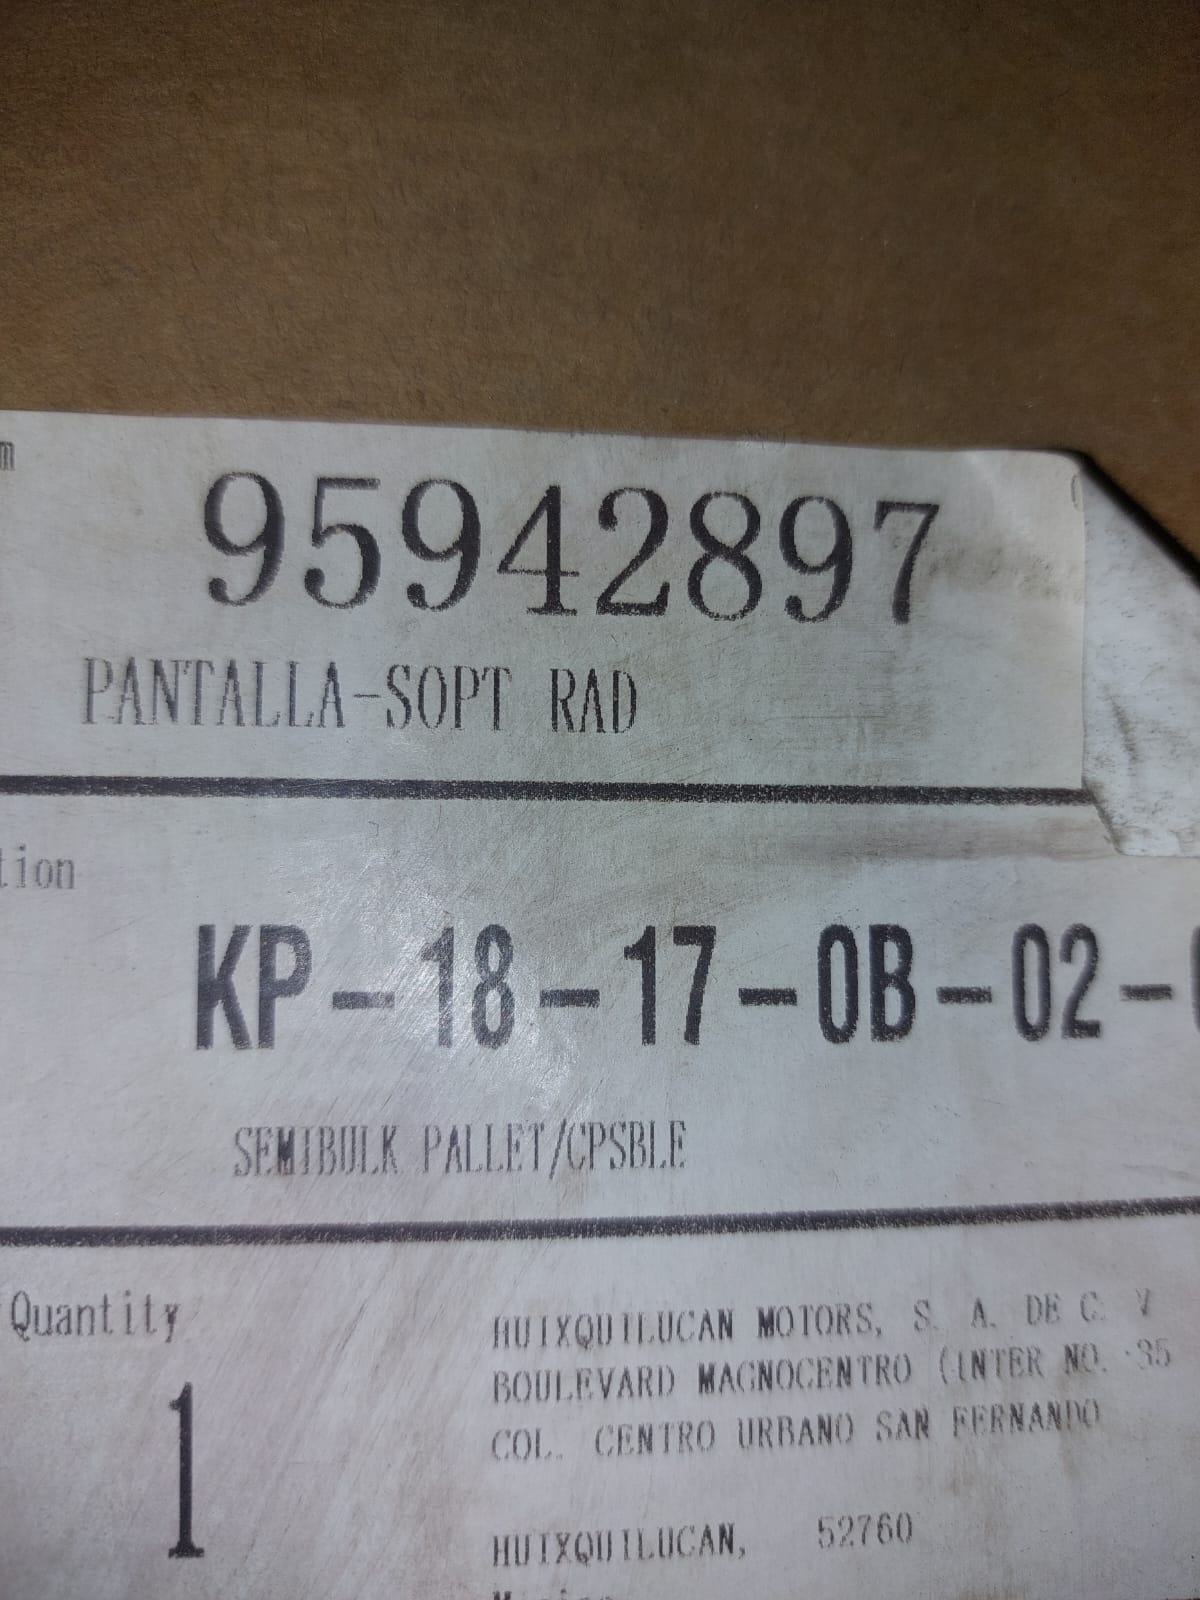 m
95942897
PANTALLA-SOPT RAD
tion
KP-18-17-0B-02-
SEMIBULK PALLET/CPSBLE
Quantity
1
HUIXQUILUCAN MOTORS, S. A. DE C. V
BOULEVARD MAGNOCENTRO (INTER NO. 35
COL. CENTRO URBANO SAN FERNANDO
HUIXQUILUCAN, 52760